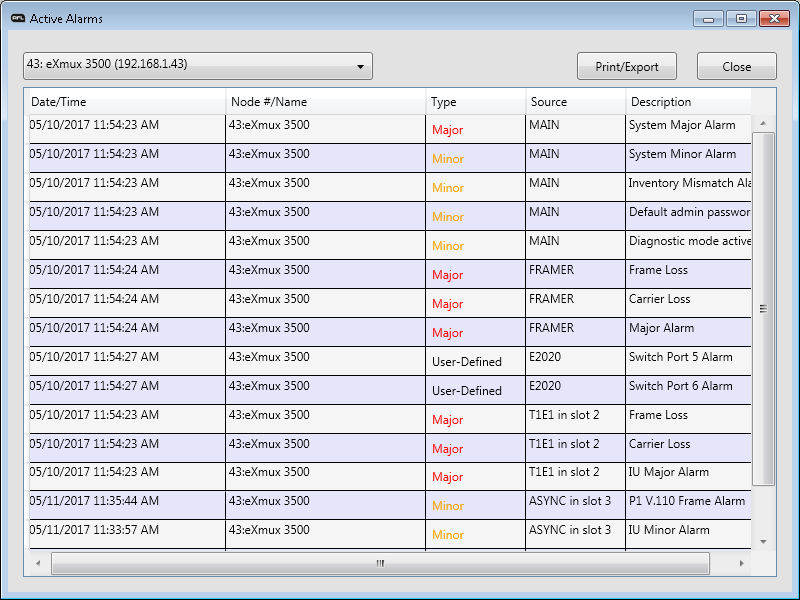 AFL Active Alarms
43: eXmux 3500 (192.168.1.43)
Print/Export
Close
Date/Time Node #/Name Type Source Description
05/10/2017 11:54:23 AM 43:eXmux 3500 Major MAIN System Major Alarm
05/10/2017 11:54:23 AM 43:eXmux 3500 Minor MAIN System Minor Alarm
05/10/2017 11:54:23 AM 43:eXmux 3500 Minor MAIN Inventory Mismatch Ala
05/10/2017 11:54:23 AM 43:eXmux 3500 Minor MAIN Default admin passwor
05/10/2017 11:54:23 AM 43:eXmux 3500 Minor MAIN Diagnostic mode active
05/10/2017 11:54:24 AM 43:eXmux 3500 Major FRAMER Frame Loss
05/10/2017 11:54:24 AM 43:eXmux 3500 Major FRAMER Carrier Loss
05/10/2017 11:54:24 AM 43:eXmux 3500 Major FRAMER Major Alarm
05/10/2017 11:54:27 AM 43:eXmux 3500 User-Defined E2020 Switch Port 5 Alarm
05/10/2017 11:54:27 AM 43:eXmux 3500 User-Defined E2020 Switch Port 6 Alarm
05/10/2017 11:54:23 AM 43:eXmux 3500 Major T1E1 in slot 2 Frame Loss
05/10/2017 11:54:23 AM 43:eXmux 3500 Major T1E1 in slot 2 Carrier Loss
05/10/2017 11:54:23 AM 43:eXmux 3500 Major T1E1 in slot 2 IU Major Alarm
05/11/2017 11:35:44 AM 43:eXmux 3500 Minor ASYNC in slot 3 P1 V.110 Frame Alarm
05/11/2017 11:33:57 AM 43:eXmux 3500 Minor ASYNC in slot 3 IU Minor Alarm